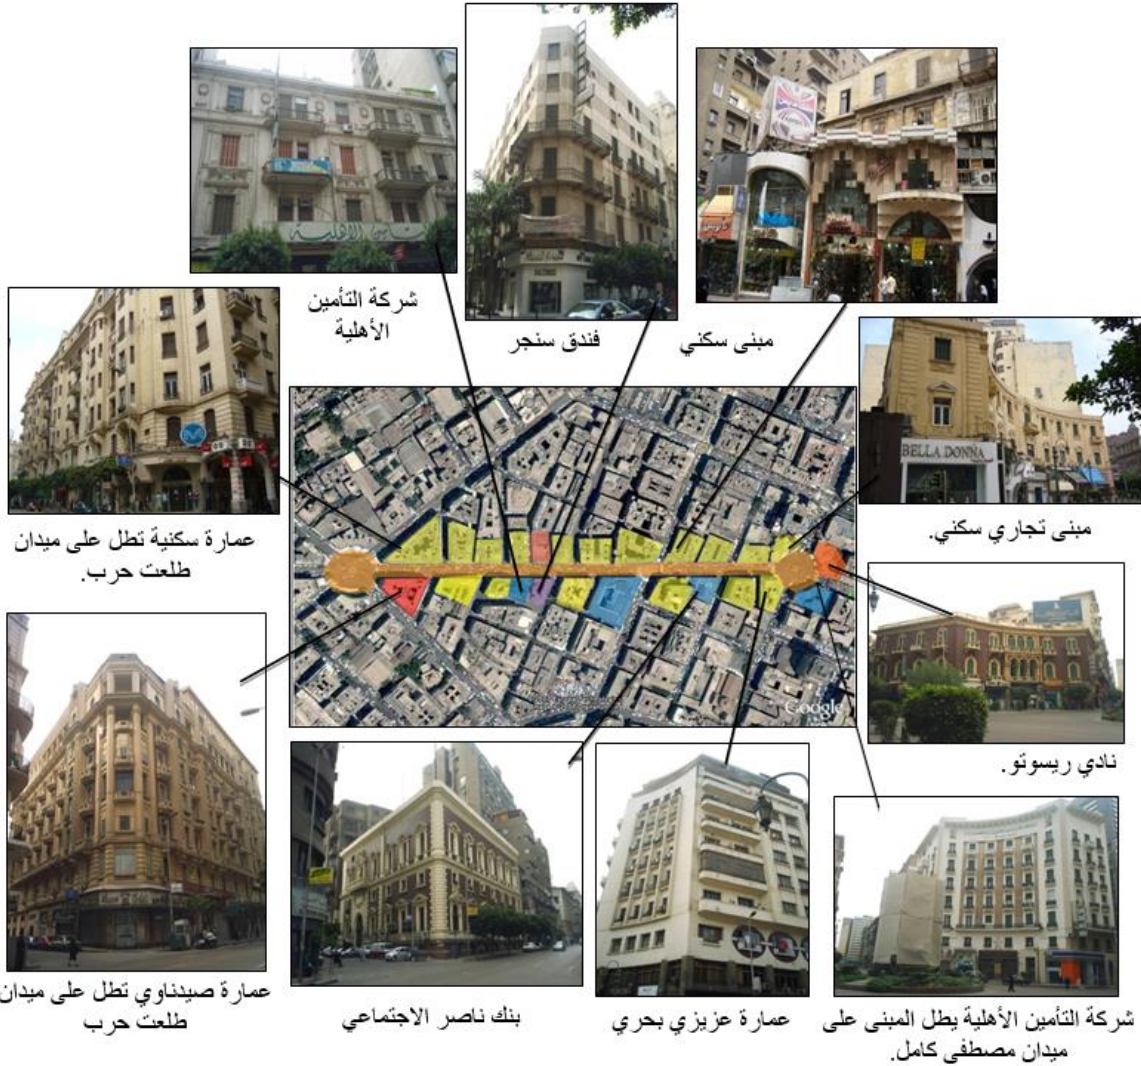 شركة التأمين
الأهلية
فندق سنجر
مبنى سكني
عمارة سكنية تطل على ميدان
طلعت حرب.
BELLA DONNA
مبنى تجاري سكني.
Google
نادي ريسوتو.
عمارة صيدناوي تطل على ميدان
طلعت حرب
بنك ناصر الاجتماعي
عمارة عزيزي بحري
شركة التأمين الأهلية يطل المبنى على
ميدان مصطفى كامل.